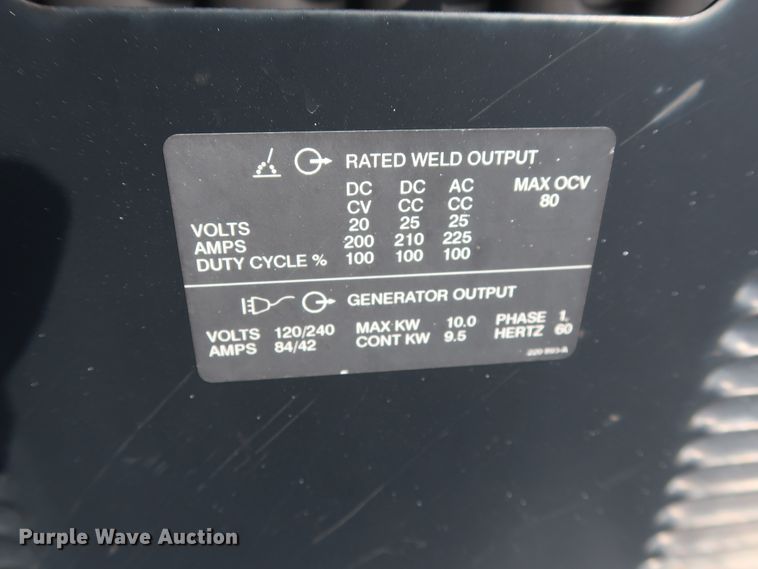 RATED WELD OUTPUT
DC DC AC MAX OCV
CV CC CC 80
VOLTS 20 25 25
AMPS 200 210 225
DUTY CYCLE % 100 100 100
GENERATOR OUTPUT
VOLTS 120/240 MAX KW 10.0 PHASE 1
AMPS 84/42 CONT KW 9.5 HERTZ 60
Purple Wave Auction